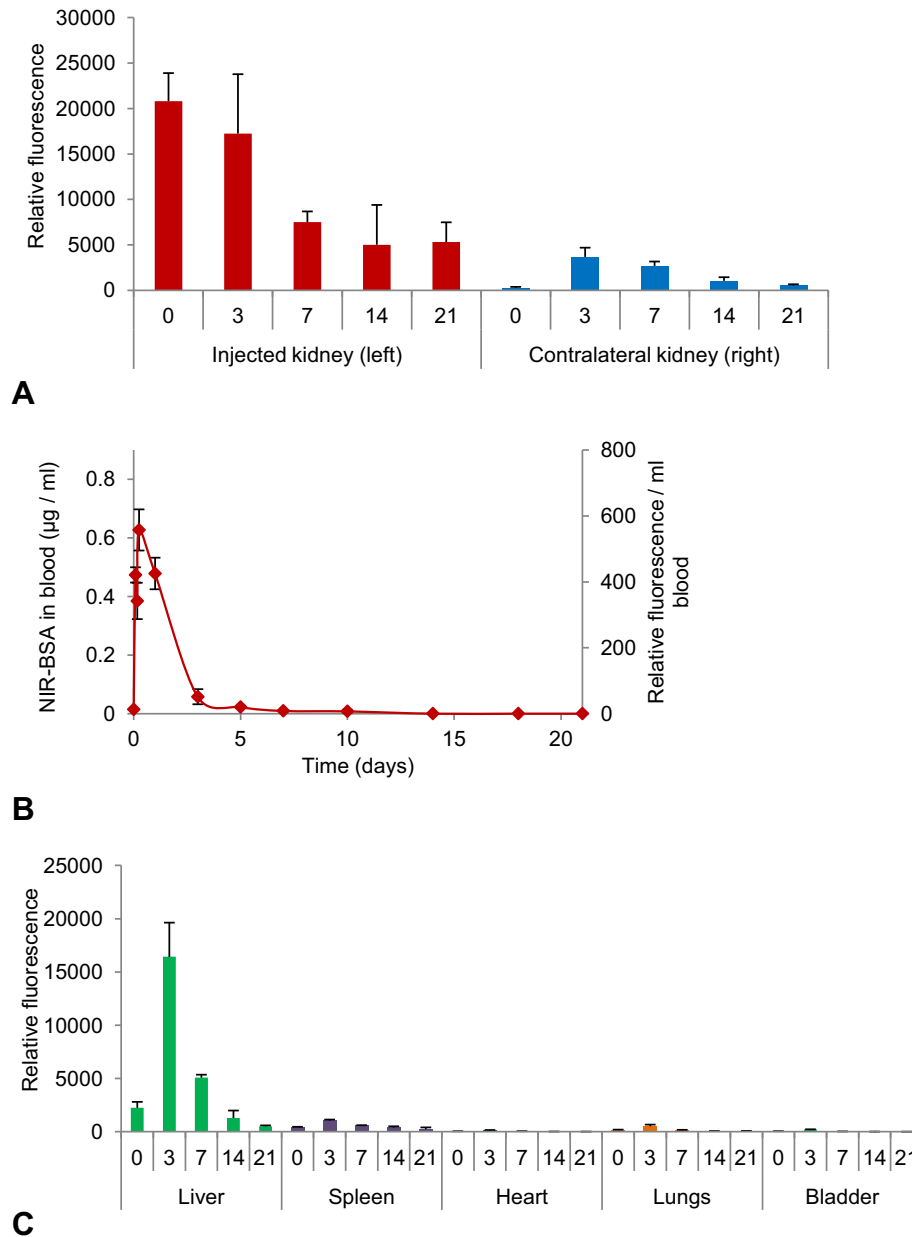 30000
25000
20000
15000
10000
5000
0
Relative fluorescence
0 3 7 14 21 0 3 7 14 21
Injected kidney (left) Contralateral kidney (right)
A
NIR-BSA in blood (µg / ml)
0.8
0.6
0.4
0.2
0
800
600
400
200
0
Relative fluorescence / ml
blood
0 5 10 15 20
Time (days)
B
25000
20000
15000
10000
5000
0
Relative fluorescence
0 3 7 14 21 0 3 7 14 21 0 3 7 14 21 0 3 7 14 21 0 3 7 14 21
Liver Spleen Heart Lungs Bladder
C